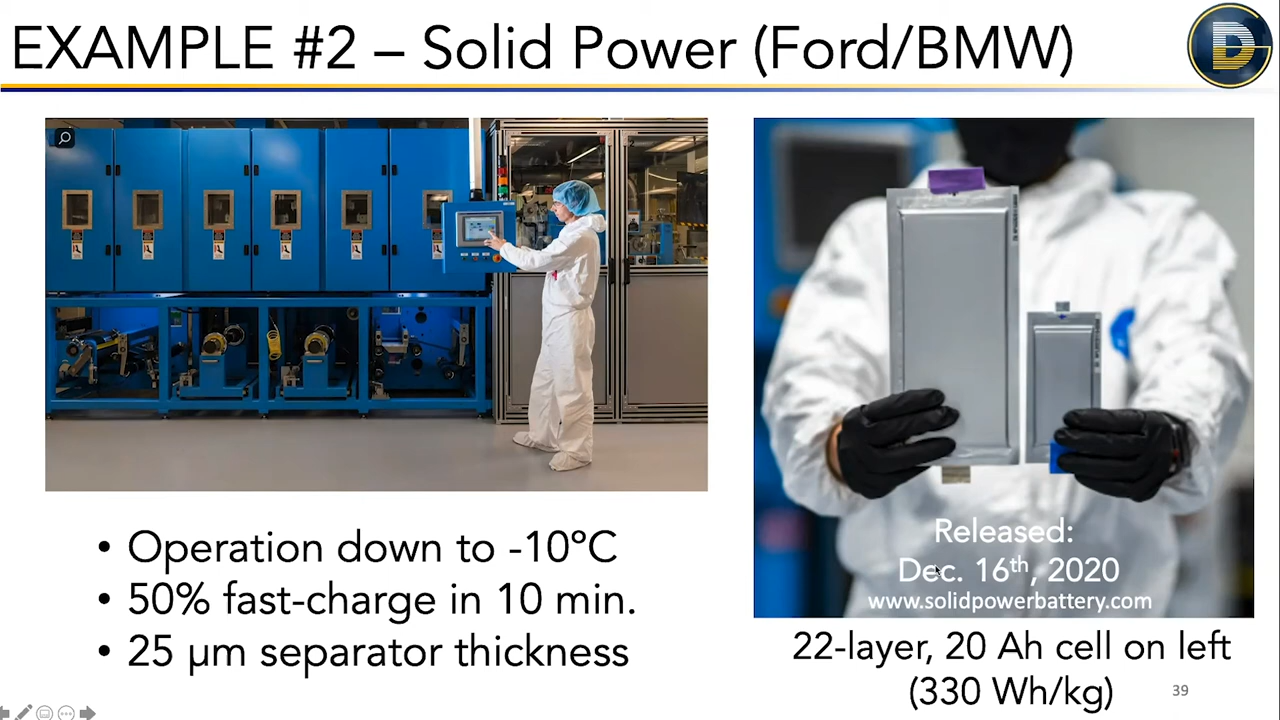 EXAMPLE #2 – Solid Power (Ford/BMW)
Released:
Dec. 16th, 2020
www.solidpowerbattery.com
• Operation down to -10°C
• 50% fast-charge in 10 min.
• 25 µm separator thickness
22-layer, 20 Ah cell on left
(330 Wh/kg)
39